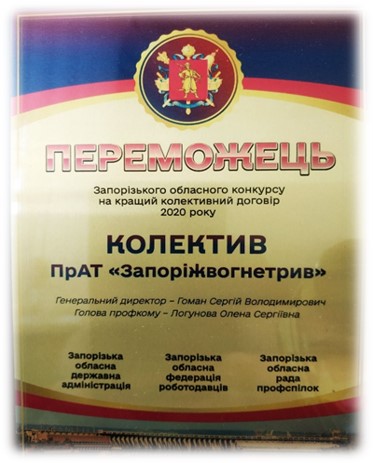 ПЕРЕМОЖЕЦЬ
Запорізького обласного конкурсу
на кращий колективний договір
2020 року
КОЛЕКТИВ
ПрАТ «Запоріжвогнетрив»
Генеральний директор – Гоман Сергій Володимирович
Голова профкому – Логунова Олена Сергіївна
Запорізька
обласна
державна
адміністрація
Запорізька
обласна
федерація
роботодавців
Запорізька
обласна
рада
профспілок